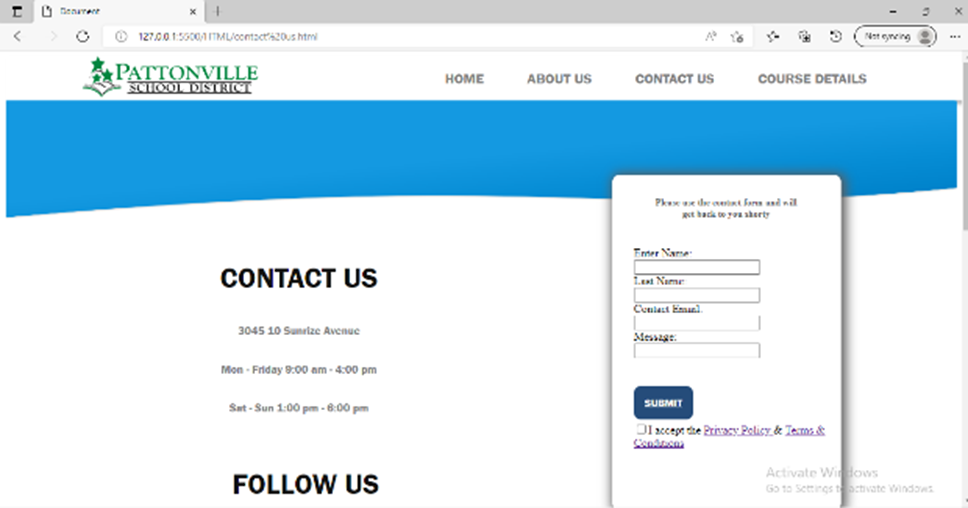 Document
127.0.0.1:5500/HTML/contact%20us.html
Not syncing
PATTONVILLE
SCHOOL DISTRICT
HOME ABOUT US CONTACT US COURSE DETAILS
Please use the contact form and will
get back to you shorty
Enter Name:
Last Name
Contact Email:
Message:
SUBMIT
I accept the Privacy Policy & Terms &
Conditions
CONTACT US
3045 10 Sunrize Avenue
Mon - Friday 9:00 am - 4:00 pm
Sat - Sun 1:00 pm - 6:00 pm
FOLLOW US
Activate Windows
Go to Settings to activate Windows.